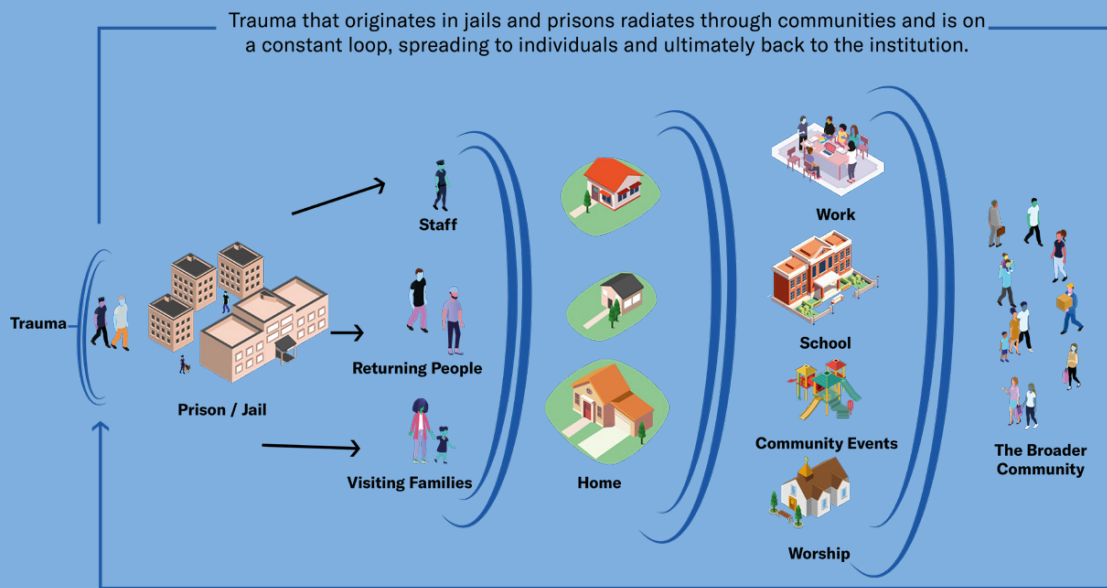 Trauma that originates in jails and prisons radiates through communities and is on
a constant loop, spreading to individuals and ultimately back to the institution.
Trauma
Prison / Jail
Staff
Returning People
Visiting Families
Home
Work
School
Community Events
Worship
The Broader
Community